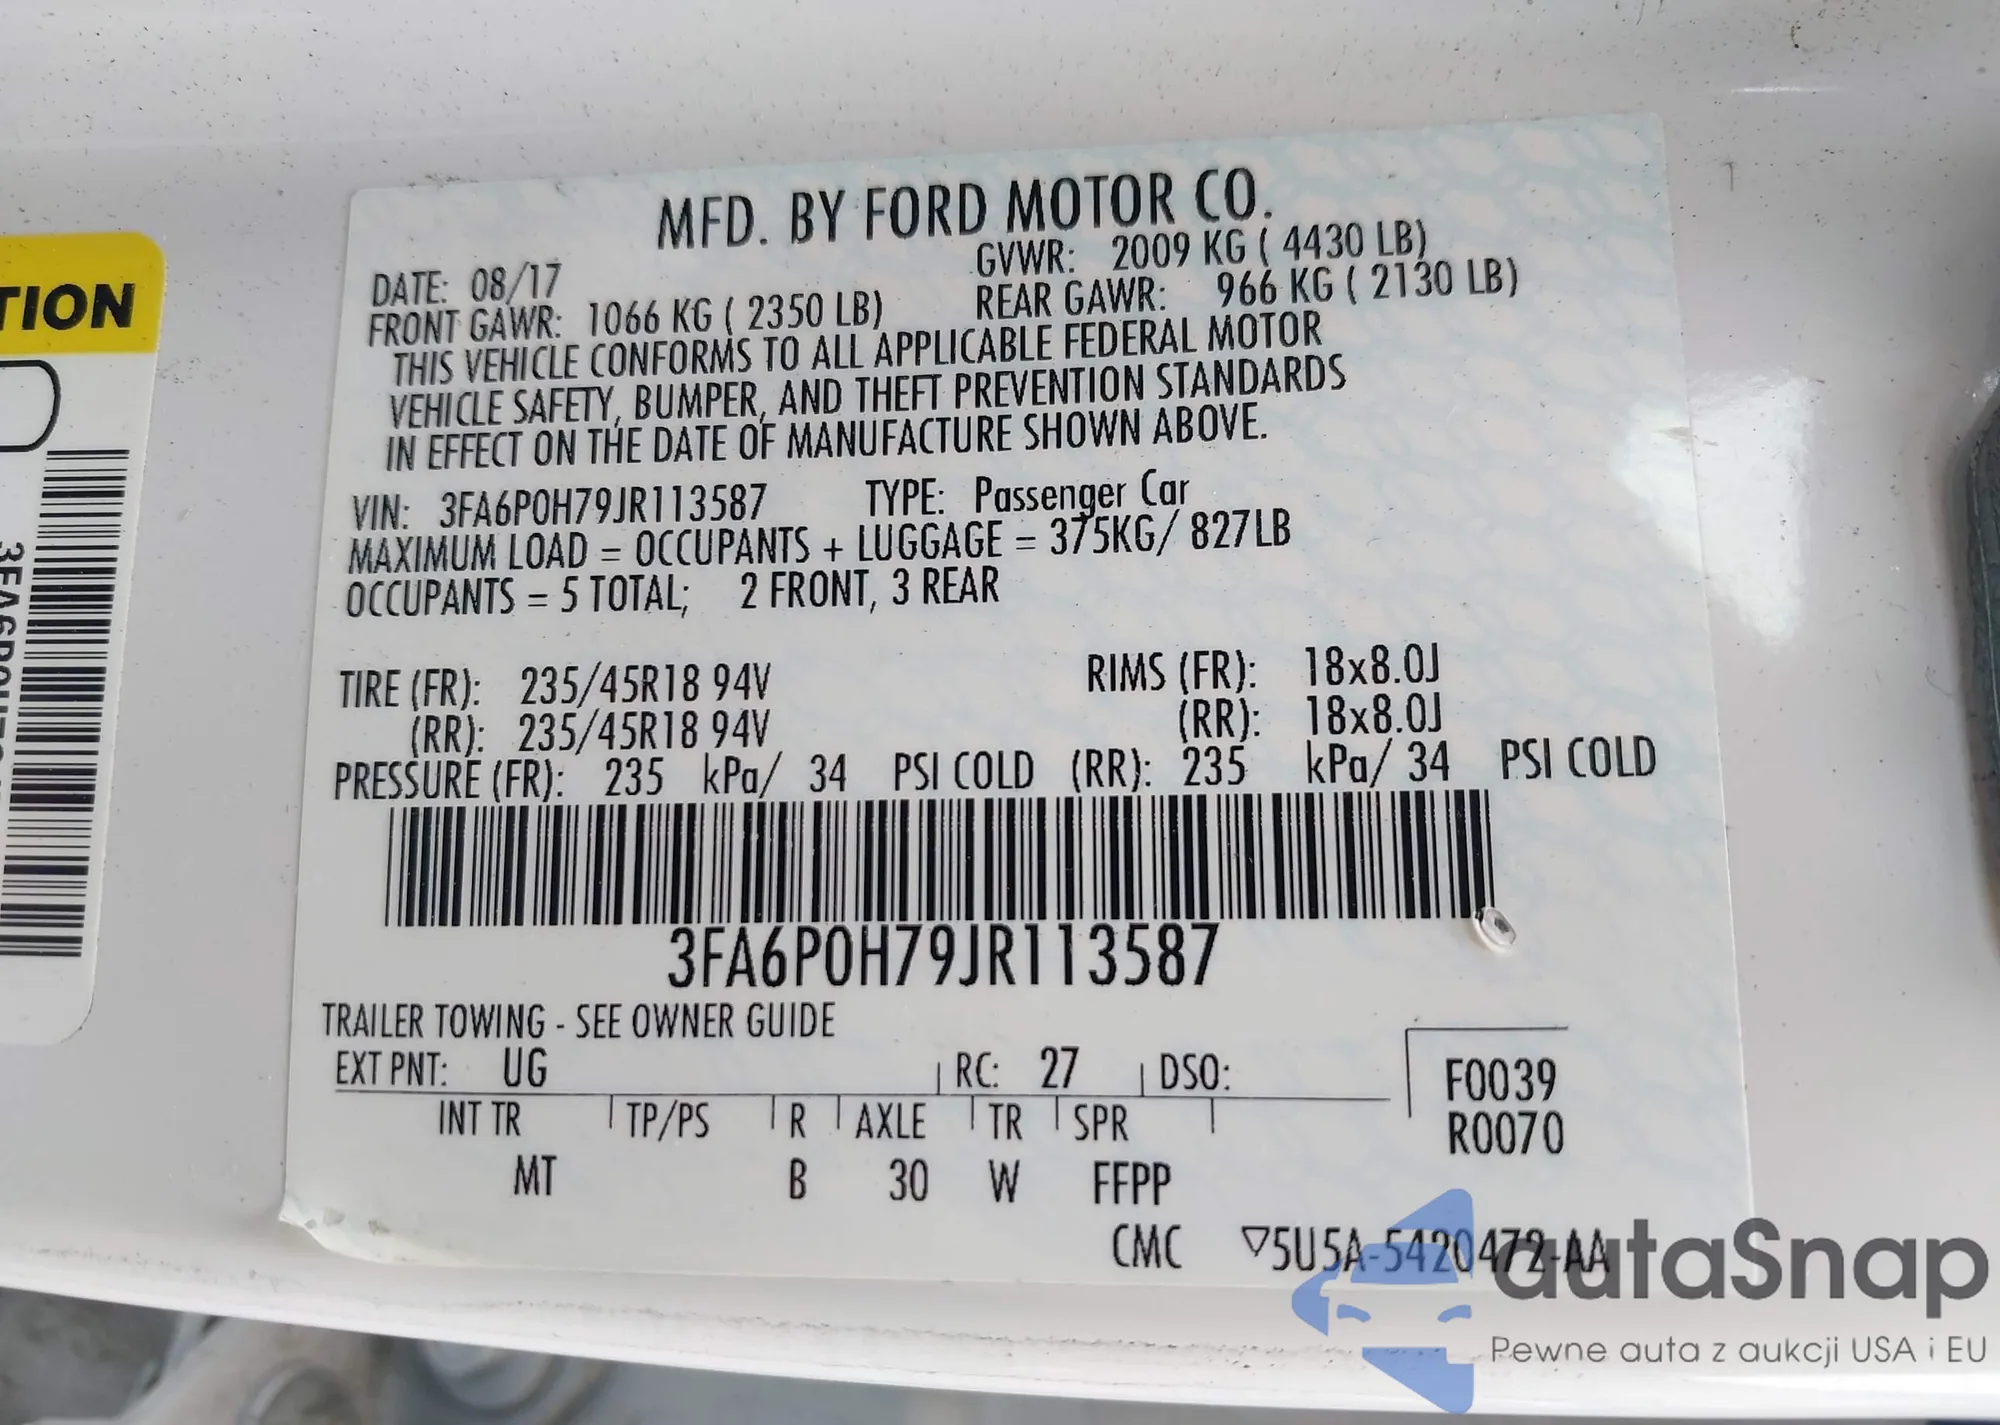 MFD. BY FORD MOTOR CO.
DATE: 08/17 GVWR: 2009 KG ( 4430 LB)
FRONT GAWR: 1066 KG ( 2350 LB) REAR GAWR: 966 KG ( 2130 LB)
THIS VEHICLE CONFORMS TO ALL APPLICABLE FEDERAL MOTOR
VEHICLE SAFETY, BUMPER, AND THEFT PREVENTION STANDARDS
IN EFFECT ON THE DATE OF MANUFACTURE SHOWN ABOVE.
VIN: 3FA6P0H79JR113587 TYPE: Passenger Car
MAXIMUM LOAD = OCCUPANTS + LUGGAGE = 375KG/ 827LB
OCCUPANTS = 5 TOTAL; 2 FRONT, 3 REAR
TIRE (FR): 235/45R18 94V RIMS (FR): 18x8.0J
(RR): 235/45R18 94V (RR): 18x8.0J
PRESSURE (FR): 235 kPa/ 34 PSI COLD (RR): 235 kPa/ 34 PSI COLD
3FA6P0H79JR113587
TRAILER TOWING - SEE OWNER GUIDE
EXT PNT: UG RC: 27 DSO:
F0039
R0070
INT TR TP/PS R AXLE TR SPR
MT B 30 W FFPP
CMC ▽5U5A-5420472-AA
TION
autaSnap
Pewne auta z aukcji USA i EU